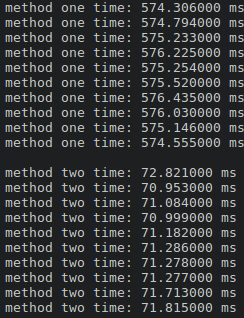 method one time: 574.306000 ms
method one time: 574.794000 ms
method one time: 575.233000 ms
method one time: 576.225000 ms
method one time: 575.254000 ms
method one time: 575.520000 ms
method one time: 576.435000 ms
method one time: 576.030000 ms
method one time: 575.146000 ms
method one time: 574.555000 ms

method two time: 72.821000 ms
method two time: 70.953000 ms
method two time: 71.084000 ms
method two time: 70.999000 ms
method two time: 71.182000 ms
method two time: 71.286000 ms
method two time: 71.278000 ms
method two time: 71.277000 ms
method two time: 71.713000 ms
method two time: 71.815000 ms